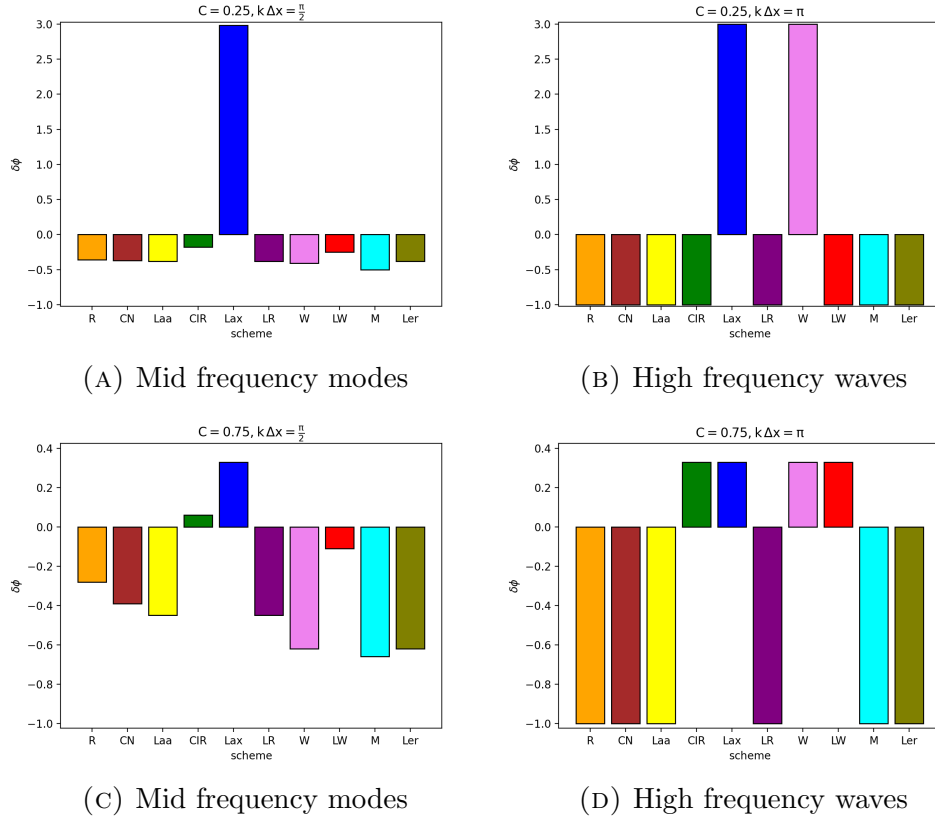 C = 0.25, k Δx = π/2
3.0
2.5
2.0
1.5
1.0
0.5
0.0
−0.5
−1.0
δϕ
R CN Laa CIR Lax LR W LW M Ler
scheme
(A) Mid frequency modes
C = 0.25, k Δx = π
3.0
2.5
2.0
1.5
1.0
0.5
0.0
−0.5
−1.0
δϕ
R CN Laa CIR Lax LR W LW M Ler
scheme
(B) High frequency waves
C = 0.75, k Δx = π/2
0.4
0.2
0.0
−0.2
−0.4
−0.6
−0.8
−1.0
δϕ
R CN Laa CIR Lax LR W LW M Ler
scheme
(C) Mid frequency modes
C = 0.75, k Δx = π
0.4
0.2
0.0
−0.2
−0.4
−0.6
−0.8
−1.0
δϕ
R CN Laa CIR Lax LR W LW M Ler
scheme
(D) High frequency waves